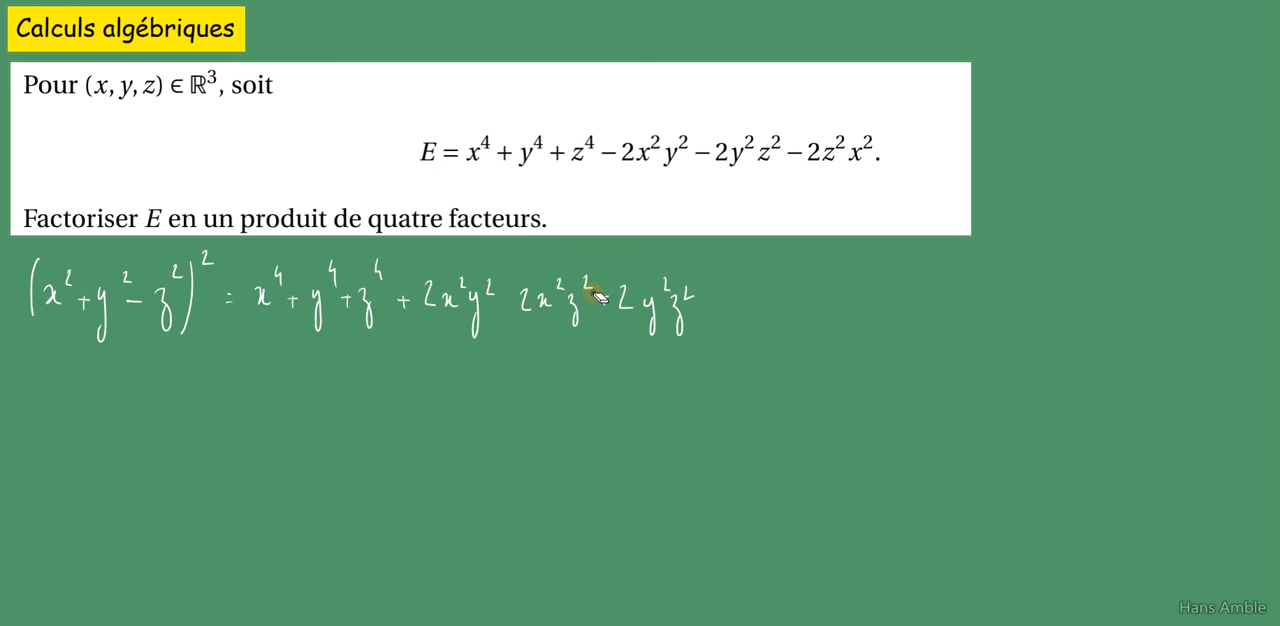 Calculs algébriques
Pour (x, y, z) ∈ ℝ³, soit
E = x⁴ + y⁴ + z⁴ − 2x²y² − 2y²z² − 2z²x².
Factoriser E en un produit de quatre facteurs.
(x² + y² − z²)² = x⁴ + y⁴ + z⁴ + 2x²y² 2x²z² 2y²z²
Hans Amble